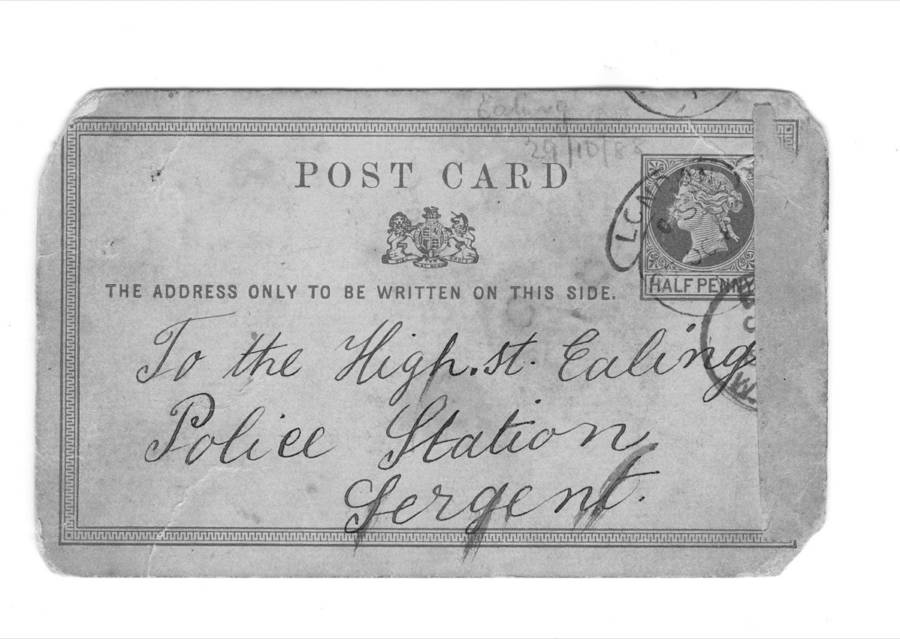 Ealing
29/10/88
POST CARD
THE ADDRESS ONLY TO BE WRITTEN ON THIS SIDE.
HALF PENNY
To the High.st. Ealing
Police Station
Sergent.